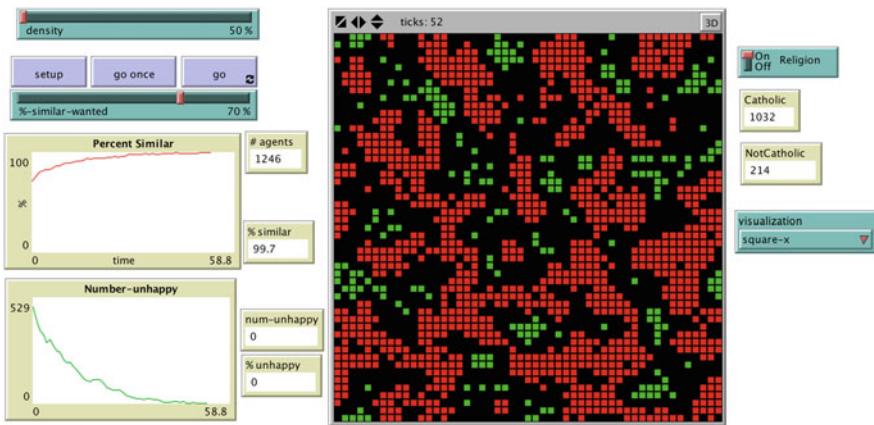 density 50 %
setup go once go
%-similar-wanted 70 %
Percent Similar
100
%
0
0 time 58.8
# agents
1246
% similar
99.7
Number-unhappy
529
0
0 58.8
num-unhappy
0
% unhappy
0
ticks: 52
3D
On
Off Religion
Catholic
1032
NotCatholic
214
visualization
square-x